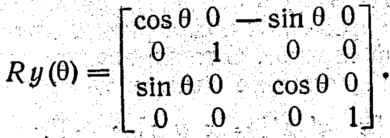 Ry(θ) =
cos θ 0 — sin θ 0
0 1 0 0
sin θ 0 cos θ 0
0 0 0 1
.